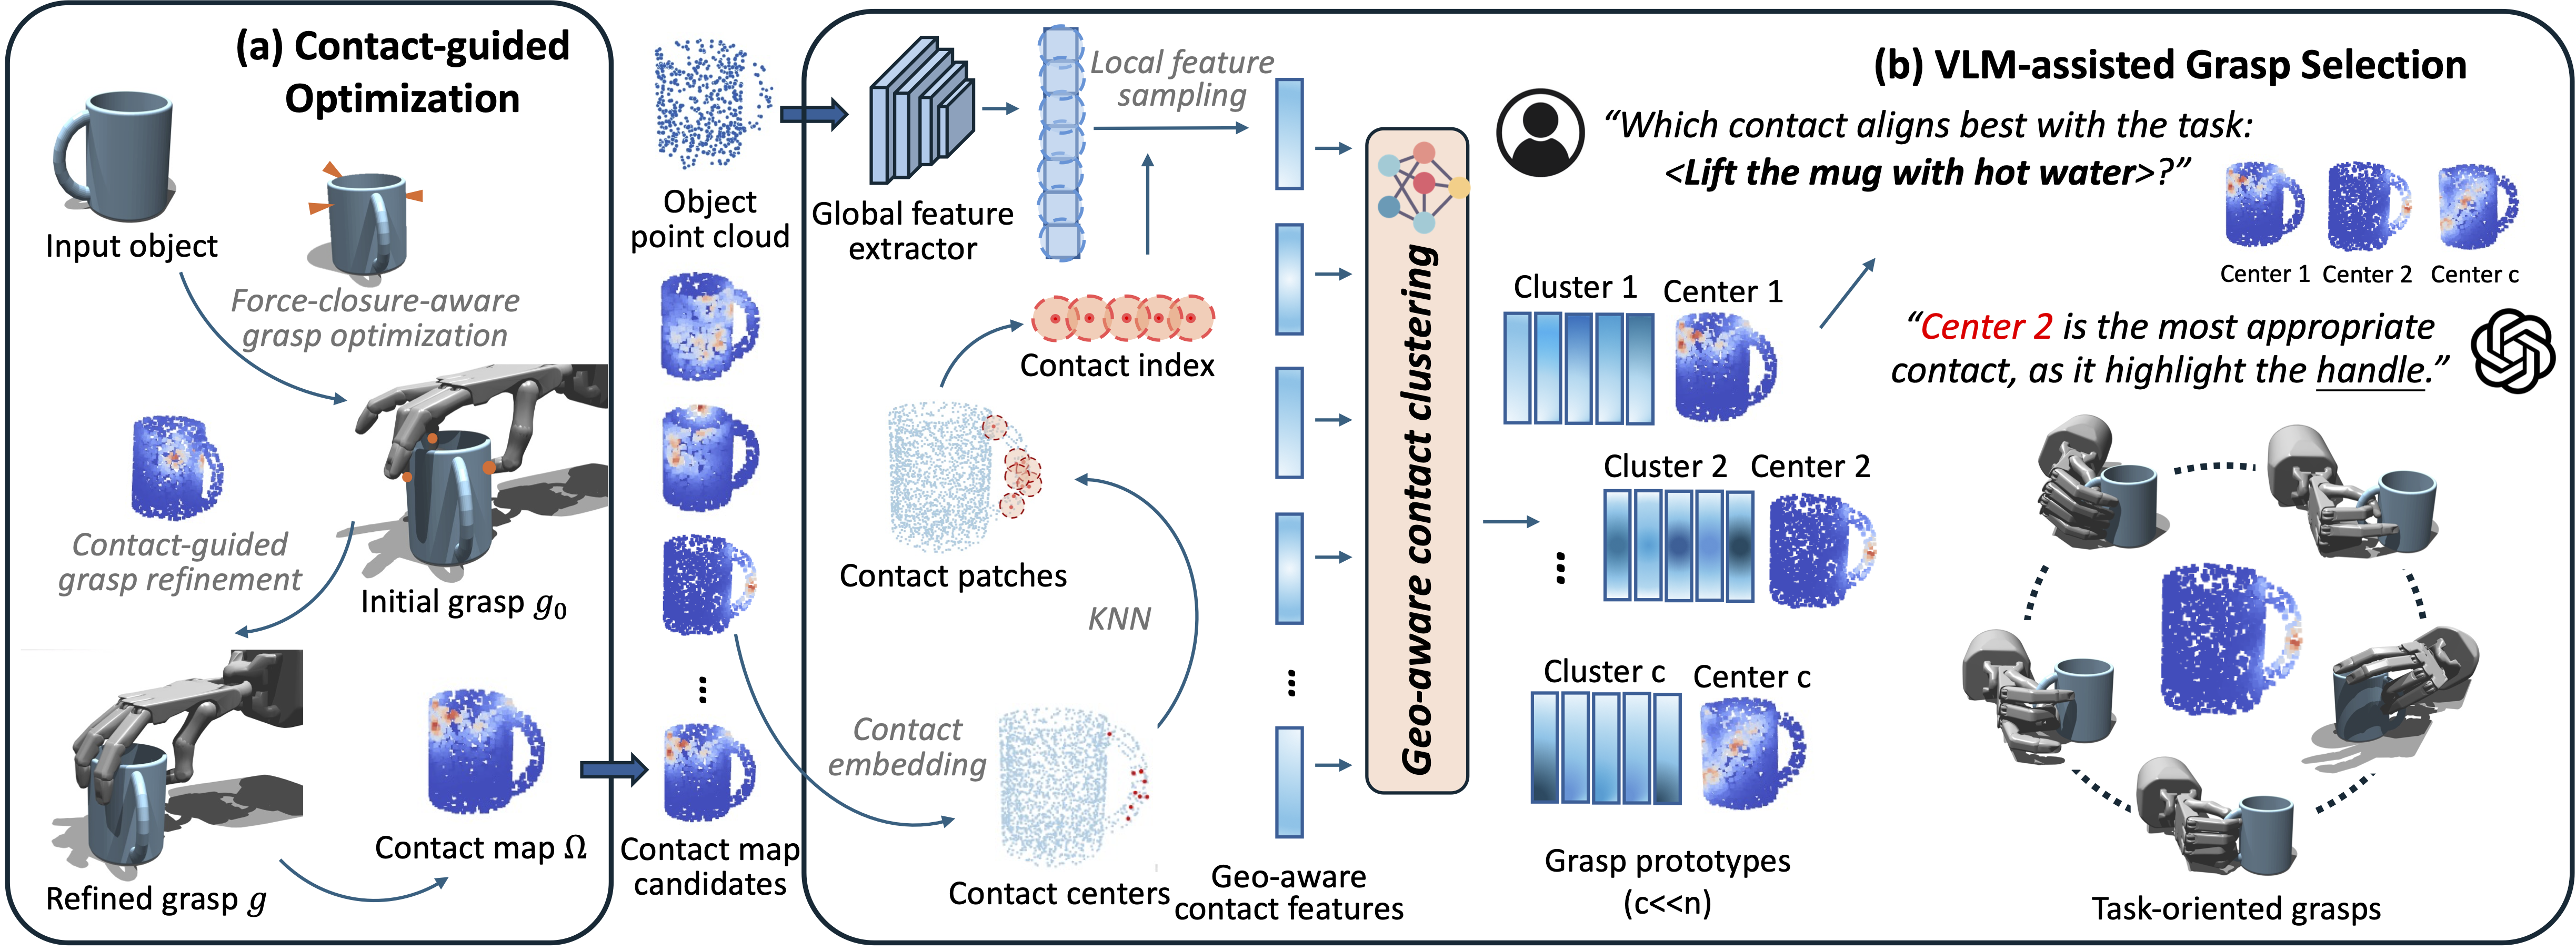 (a) Contact-guided
Optimization
Input object
Force-closure-aware
grasp optimization
Contact-guided
grasp refinement
Initial grasp g0
Refined grasp g
Contact map Ω
Object
point cloud
...
Contact map
candidates
(b) VLM-assisted Grasp Selection
Global feature
extractor
Local feature
sampling
Contact index
Contact patches
KNN
Contact
embedding
Contact centers
...
Geo-aware
contact features
Geo-aware contact clustering
Cluster 1
Center 1
Cluster 2
Center 2
...
Cluster c
Center c
Grasp prototypes
(c<<n)
“Which contact aligns best with the task:
<Lift the mug with hot water>?”
Center 1
Center 2
Center c
“Center 2 is the most appropriate
contact, as it highlight the handle.”
Task-oriented grasps